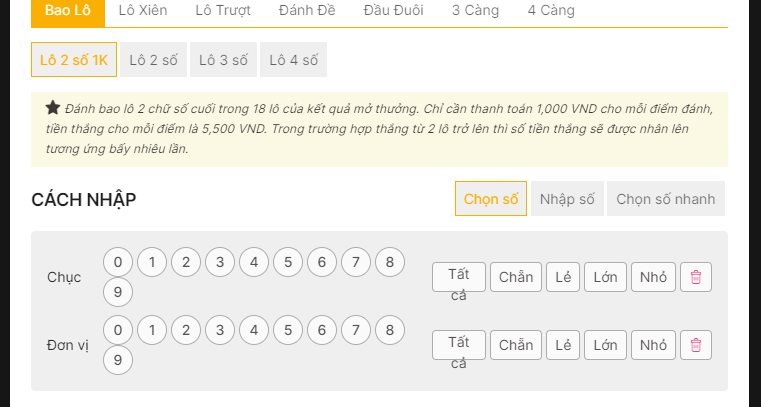 Bao Lô Lô Xiên Lô Trượt Đánh Đề Đầu Đuôi 3 Càng 4 Càng
Lô 2 số 1K Lô 2 số Lô 3 số Lô 4 số
Đánh bao lô 2 chữ số cuối trong 18 lô của kết quả mở thưởng. Chỉ cần thanh toán 1,000 VND cho mỗi điểm đánh,
tiền thắng cho mỗi điểm là 5,500 VND. Trong trường hợp thắng từ 2 lô trở lên thì số tiền thắng sẽ được nhân lên
tương ứng bấy nhiêu lần.
CÁCH NHẬP Chọn số Nhập số Chọn số nhanh
Chục 0 1 2 3 4 5 6 7 8 Tất Chẵn Lẻ Lớn Nhỏ
9 cả
Đơn vị 0 1 2 3 4 5 6 7 8 Tất Chẵn Lẻ Lớn Nhỏ
9 cả